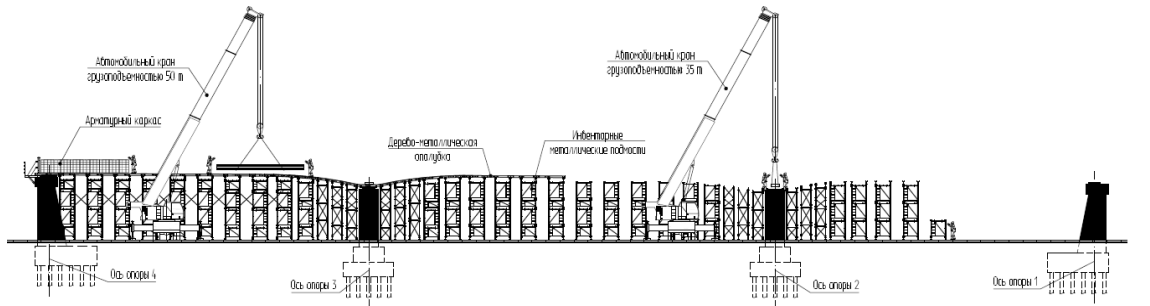 Автомобильный кран
грузоподъемностью 50 т
Арматурный каркас
Дерево-металлическая
опалубка
Инвентарные
металлические подмости
Автомобильный кран
грузоподъемностью 35 т
Ось опоры 4
Ось опоры 3
Ось опоры 2
Ось опоры 1